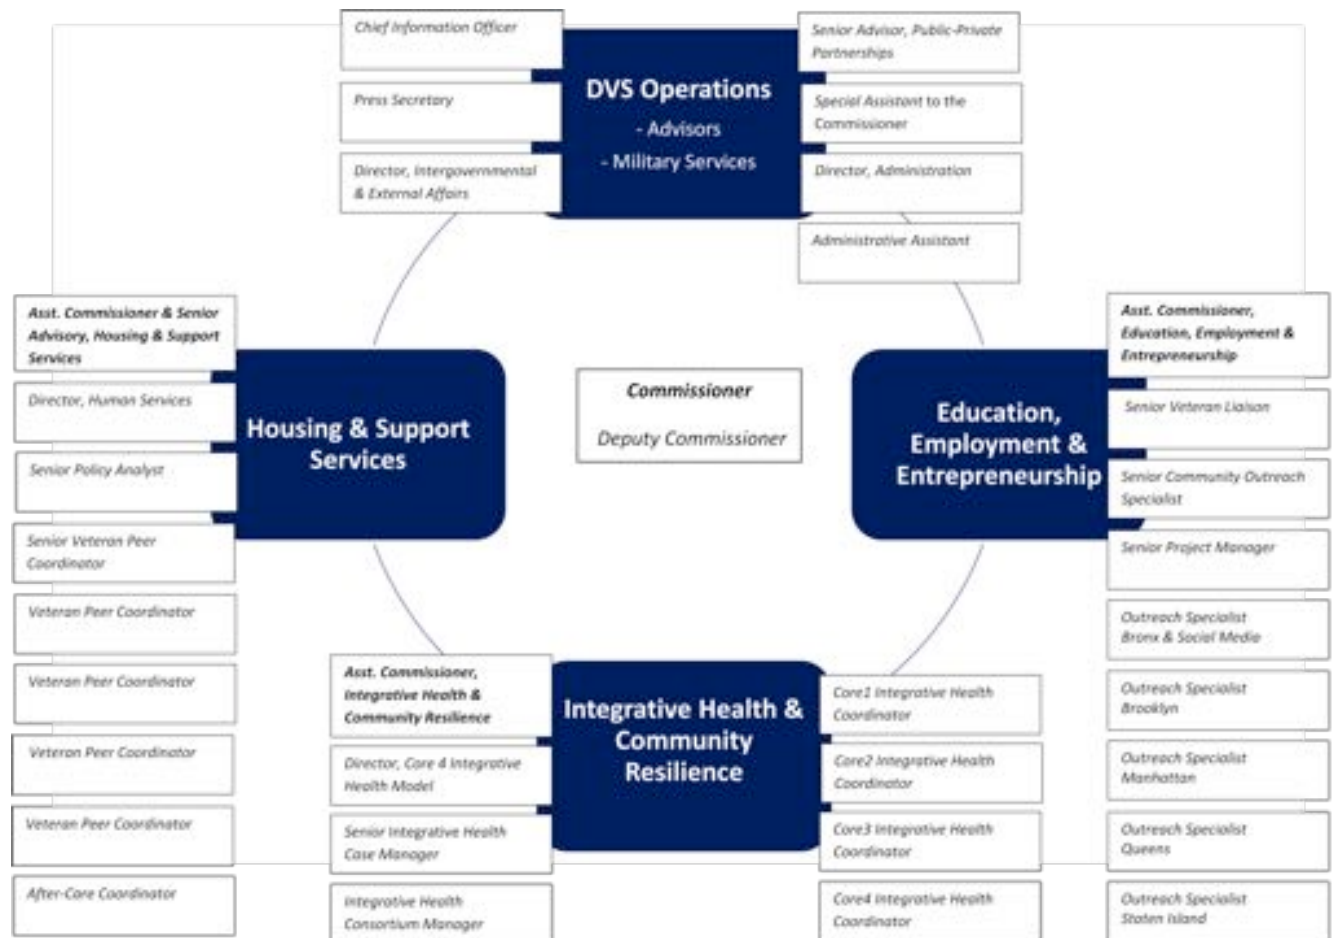 Chief Information Officer
Press Secretary
Director, Intergovernmental
& External Affairs
DVS Operations
- Advisors
- Military Services
Senior Advisor, Public-Private
Partnerships
Special Assistant to the
Commissioner
Director, Administration
Administrative Assistant
Asst. Commissioner & Senior
Advisory, Housing & Support
Services
Director, Human Services
Senior Policy Analyst
Senior Veteran Peer
Coordinator
Veteran Peer Coordinator
Veteran Peer Coordinator
Veteran Peer Coordinator
Veteran Peer Coordinator
After-Care Coordinator
Housing & Support
Services
Commissioner
Deputy Commissioner
Education,
Employment &
Entrepreneurship
Asst. Commissioner,
Education, Employment &
Entrepreneurship
Senior Veteran Liaison
Senior Community Outreach
Specialist
Senior Project Manager
Outreach Specialist
Bronx & Social Media
Outreach Specialist
Brooklyn
Outreach Specialist
Manhattan
Outreach Specialist
Queens
Outreach Specialist
Staten Island
Asst. Commissioner,
Integrative Health &
Community Resilience
Director, Core 4 Integrative
Health Model
Senior Integrative Health
Case Manager
Integrative Health
Consortium Manager
Integrative Health &
Community
Resilience
Core1 Integrative Health
Coordinator
Core2 Integrative Health
Coordinator
Core3 Integrative Health
Coordinator
Core4 Integrative Health
Coordinator